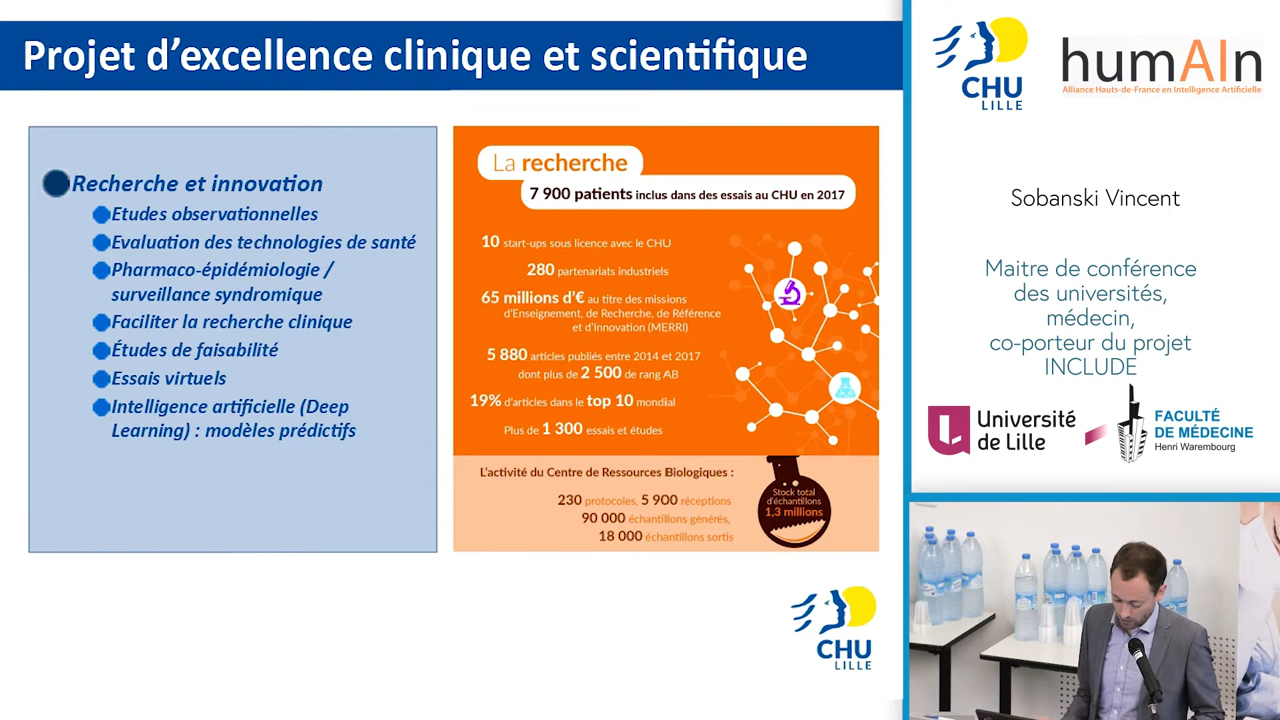 Projet d’excellence clinique et scientifique
Recherche et innovation
Etudes observationnelles
Evaluation des technologies de santé
Pharmaco-épidémiologie /
surveillance syndromique
Faciliter la recherche clinique
Études de faisabilité
Essais virtuels
Intelligence artificielle (Deep
Learning) : modèles prédictifs
La recherche
7 900 patients inclus dans des essais au CHU en 2017
10 start-ups sous licence avec le CHU
280 partenariats industriels
65 millions d’€ au titre des missions
d’Enseignement, de Recherche, de Référence
et d’Innovation (MERRI)
5 880 articles publiés entre 2014 et 2017
dont plus de 2 500 de rang AB
19% d’articles dans le top 10 mondial
Plus de 1 300 essais et études
L’activité du Centre de Ressources Biologiques :
230 protocoles, 5 900 réceptions
90 000 échantillons générés,
18 000 échantillons sortis
Stock total
d’échantillons
1,3 millions
CHU
LILLE
CHU
LILLE
humAIn
Alliance Hauts-de-France en Intelligence Artificielle
Sobanski Vincent
Maitre de conférence
des universités,
médecin,
co-porteur du projet
INCLUDE
Université
de Lille
FACULTÉ
DE MÉDECINE
Henri Warembourg